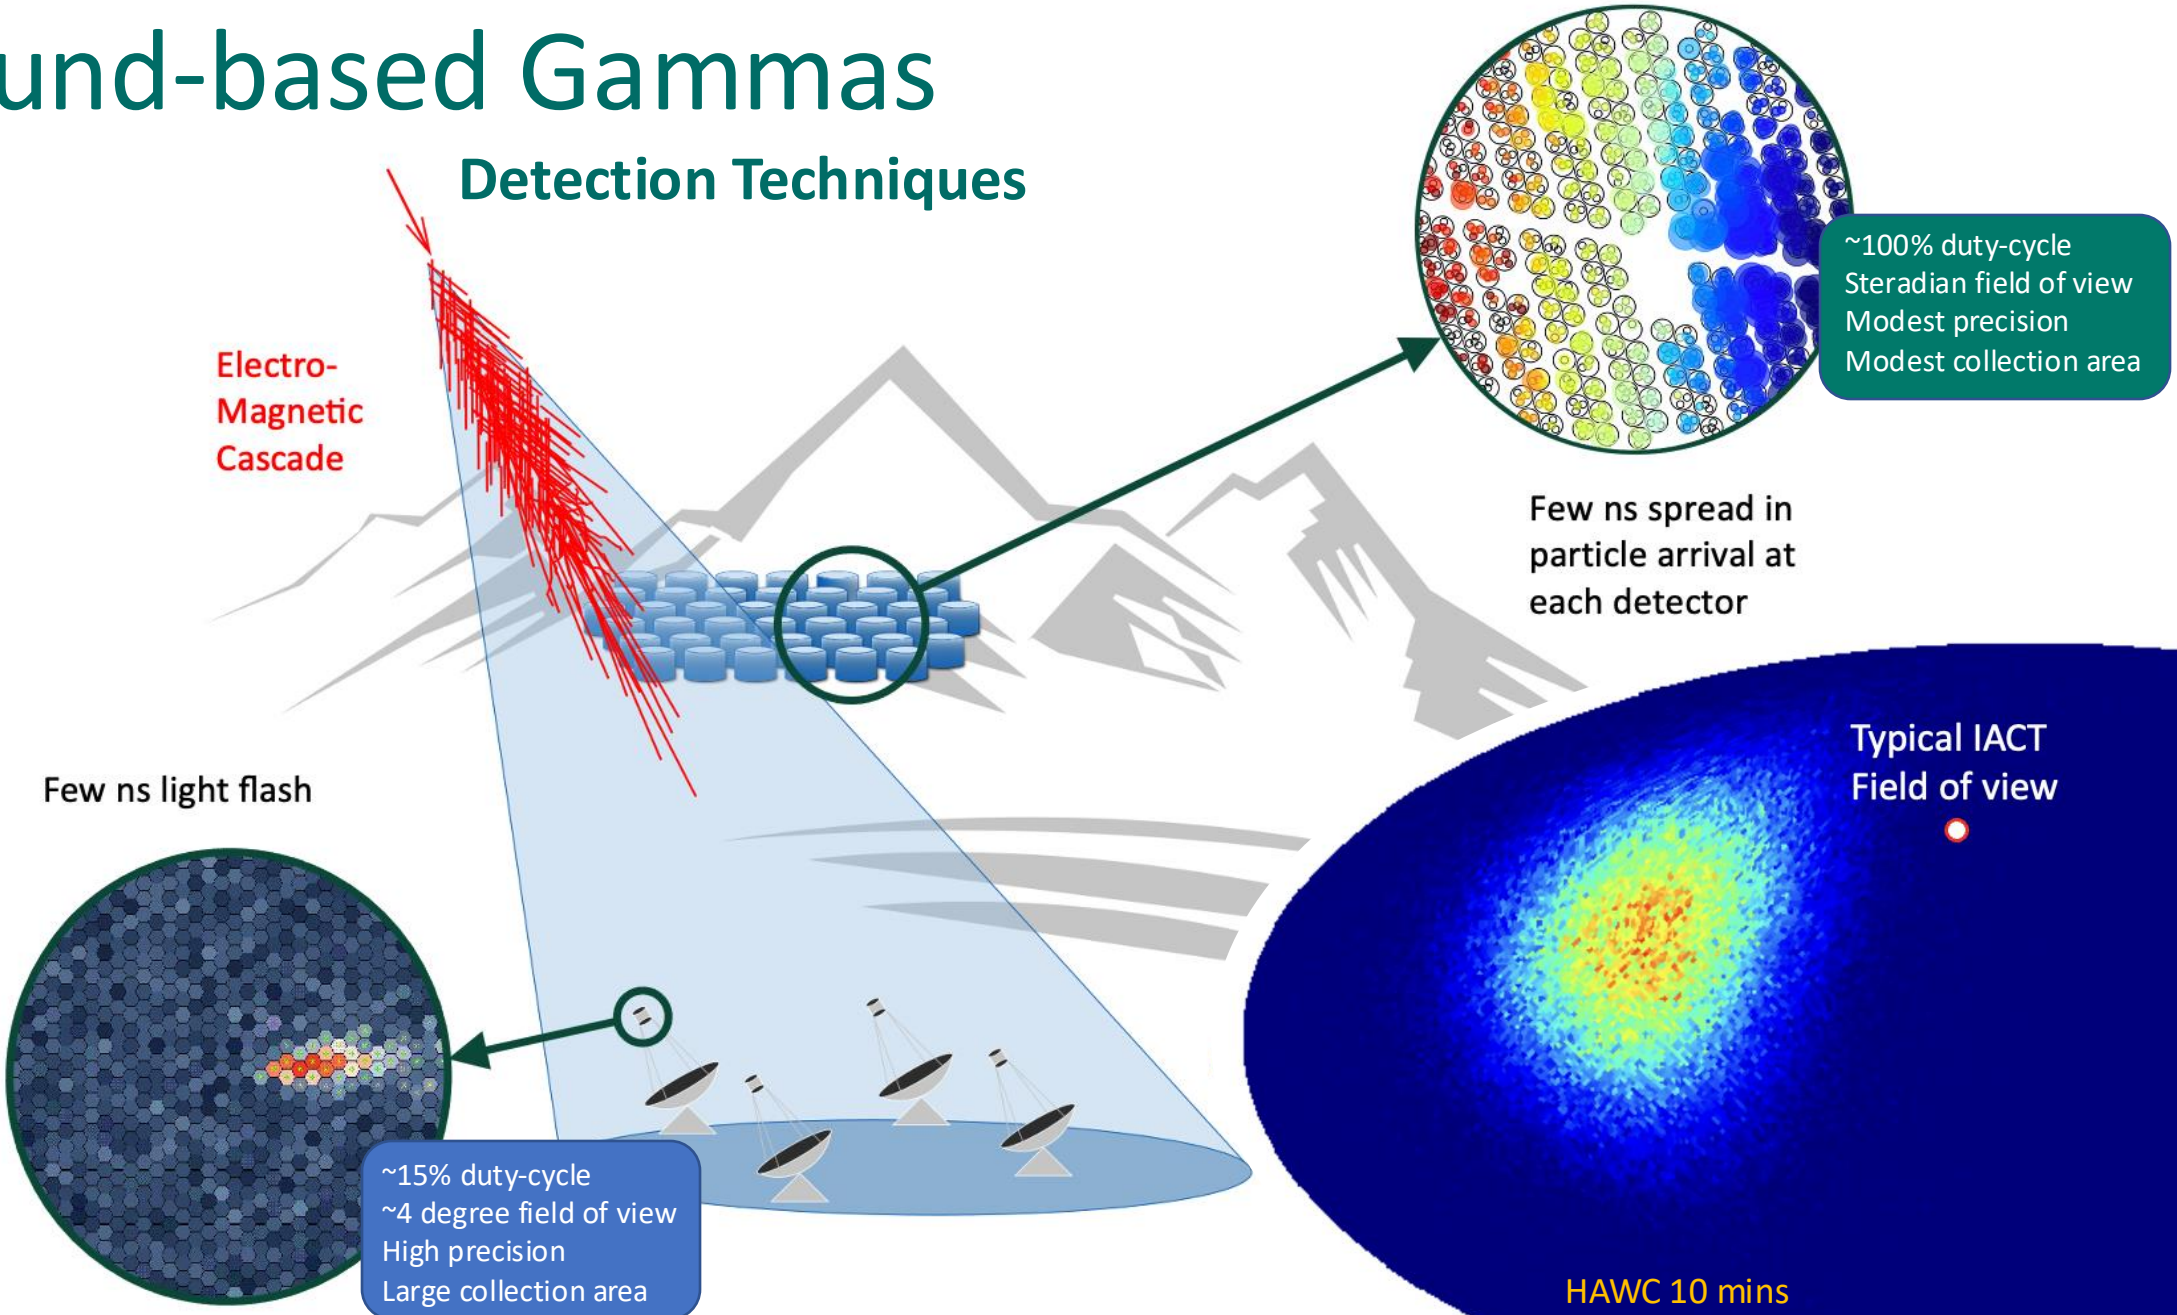 und-based Gammas
Detection Techniques
Electro-
Magnetic
Cascade
~100% duty-cycle
Steradian field of view
Modest precision
Modest collection area
Few ns spread in
particle arrival at
each detector
Few ns light flash
Typical IACT
Field of view
~15% duty-cycle
~4 degree field of view
High precision
Large collection area
HAWC 10 mins